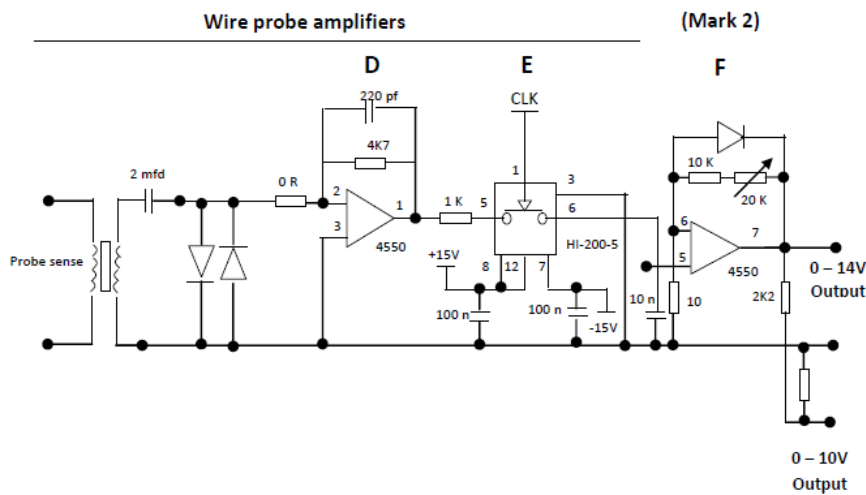 Wire probe amplifiers (Mark 2)
D E F
220 pf
CLK
4K7
2 mfd
0 R
10 K
20 K
1
3
2
1
3
4550
1 K
5
6
HI-200-5
6
7
5
4550
Probe sense
+15V
8 12 7
100 n
100 n
-15V
10 n
10
2K2
0 – 14V
Output
0 – 10V
Output